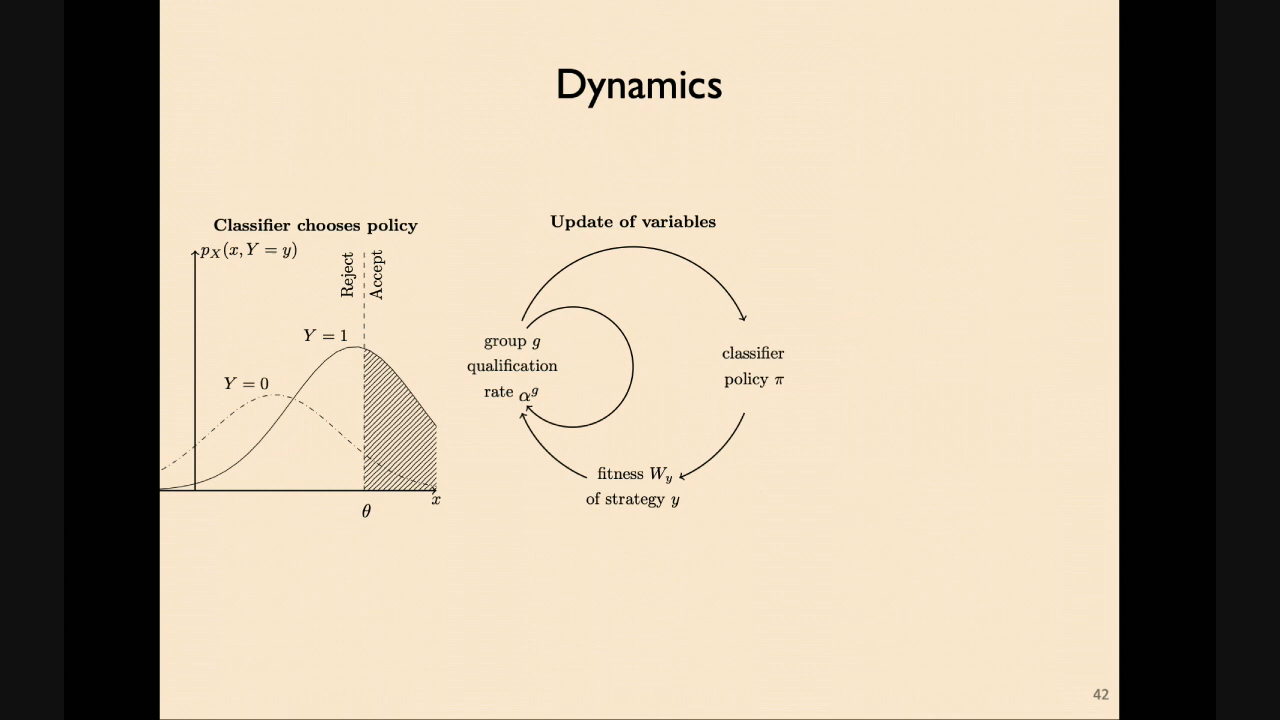 Dynamics
Classifier chooses policy
p_X(x, Y = y)
Reject
Accept
Y = 1
Y = 0
x
θ
Update of variables
group g
qualification
rate α^g
classifier
policy π
fitness W_y
of strategy y
42